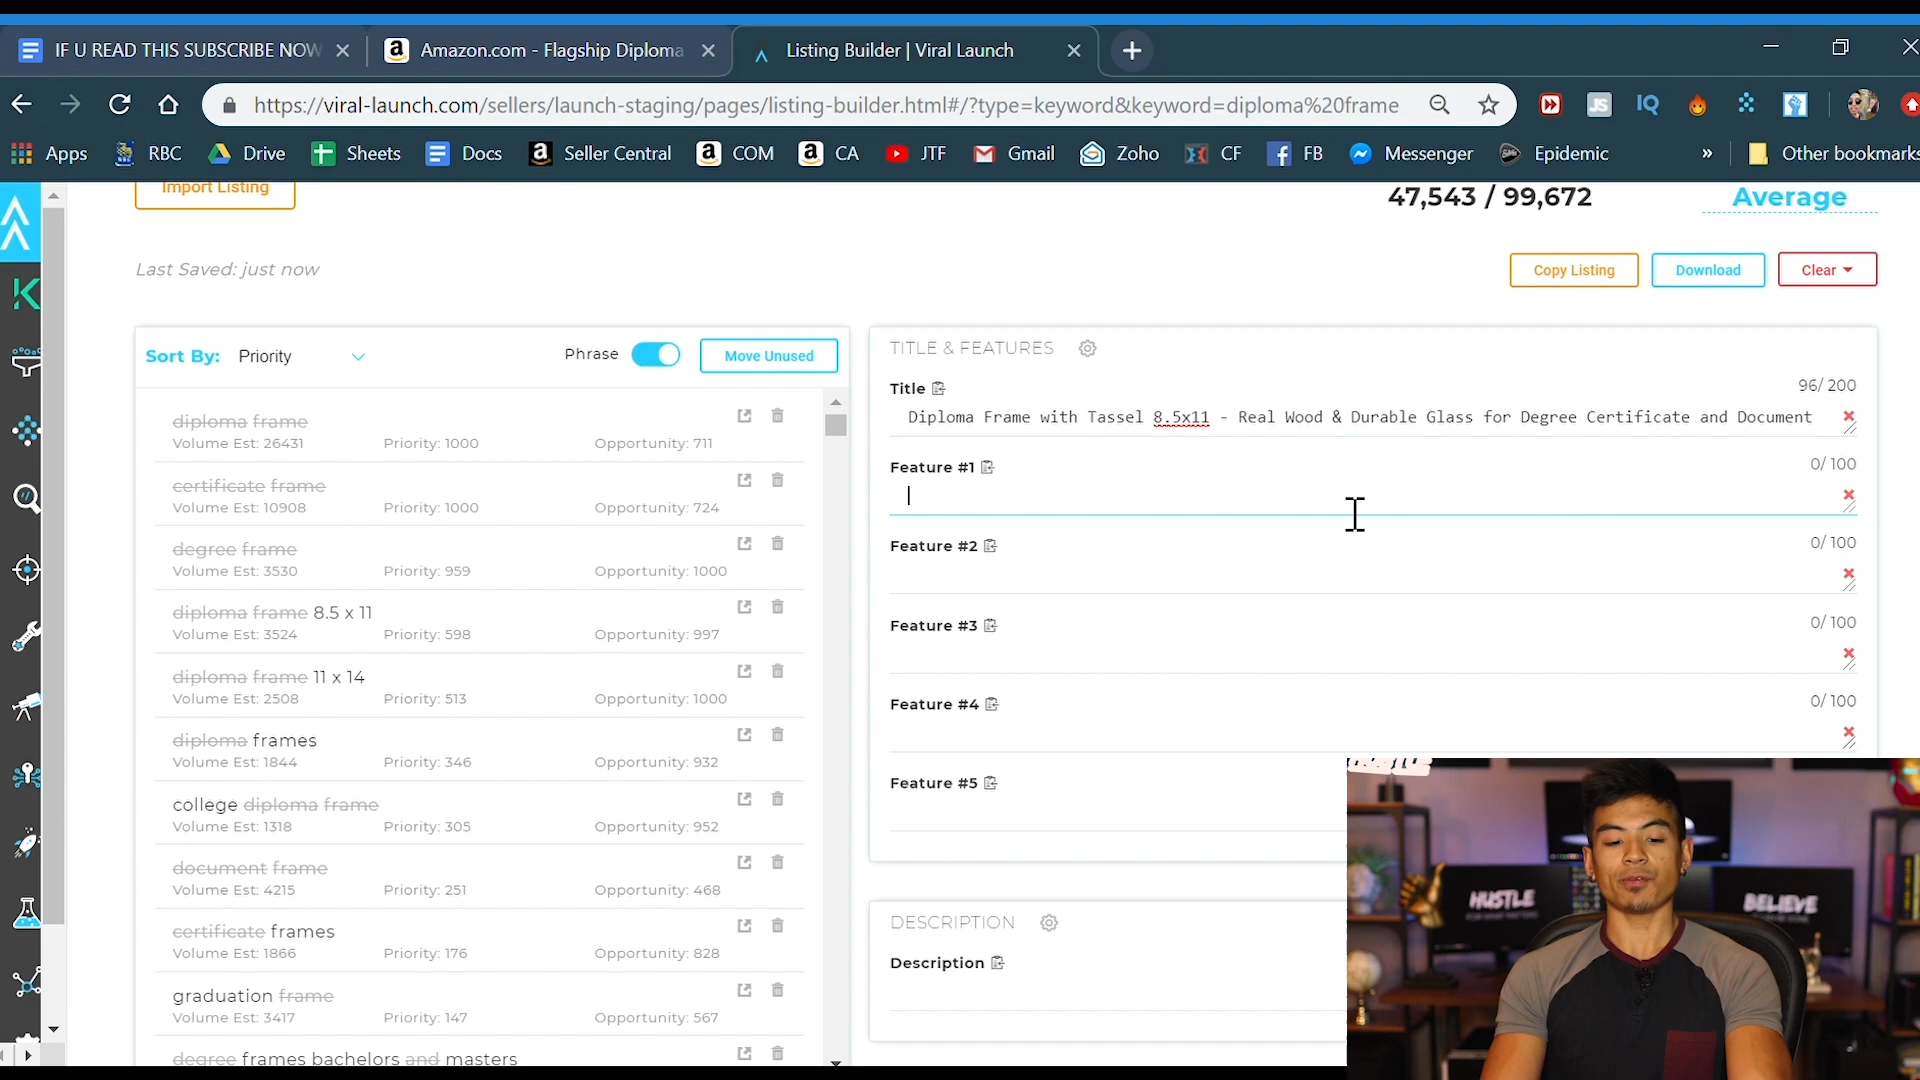 IF U READ THIS SUBSCRIBE NOW
Amazon.com - Flagship Diploma
Listing Builder | Viral Launch
https://viral-launch.com/sellers/launch-staging/pages/listing-builder.html#/?type=keyword&keyword=diploma%20frame
JS
IQ
Apps
RBC
Drive
Sheets
Docs
Seller Central
COM
CA
JTF
Gmail
Zoho
CF
FB
Messenger
Epidemic
»
Other bookmarks
Import Listing
47,543 / 99,672
Average
Last Saved: just now
Copy Listing
Download
Clear
Sort By:
Priority
Phrase
Move Unused
diploma frame
Volume Est: 26431
Priority: 1000
Opportunity: 711
certificate frame
Volume Est: 10908
Priority: 1000
Opportunity: 724
degree frame
Volume Est: 3530
Priority: 959
Opportunity: 1000
diploma frame 8.5 x 11
Volume Est: 3524
Priority: 598
Opportunity: 997
diploma frame 11 x 14
Volume Est: 2508
Priority: 513
Opportunity: 1000
diploma frames
Volume Est: 1844
Priority: 346
Opportunity: 932
college diploma frame
Volume Est: 1318
Priority: 305
Opportunity: 952
document frame
Volume Est: 4215
Priority: 251
Opportunity: 468
certificate frames
Volume Est: 1866
Priority: 176
Opportunity: 828
graduation frame
Volume Est: 3417
Priority: 147
Opportunity: 567
degree frames bachelors and masters
TITLE & FEATURES
Title
96/ 200
Diploma Frame with Tassel 8.5x11 - Real Wood & Durable Glass for Degree Certificate and Document
Feature #1
0/ 100
Feature #2
0/ 100
Feature #3
0/ 100
Feature #4
0/ 100
Feature #5
DESCRIPTION
Description
HUSTLE
BELIEVE